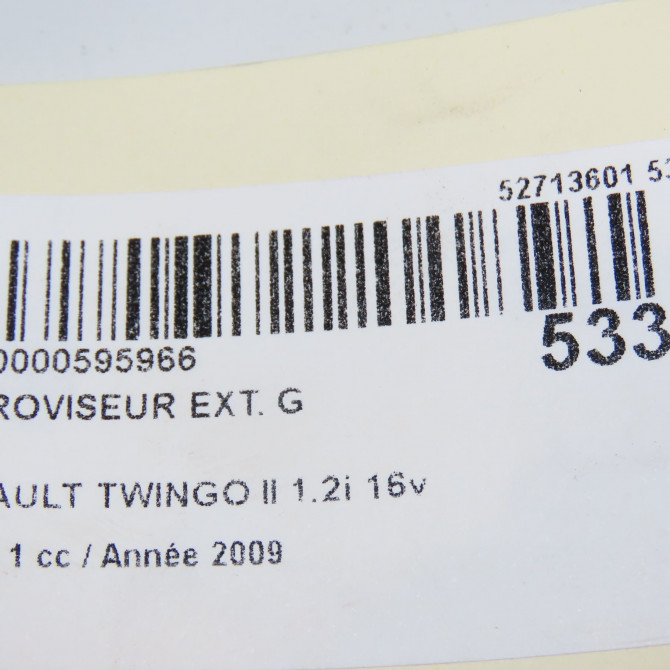 52713601 53
0000595966
533
ROVISEUR EXT. G
AULT TWINGO II 1.2i 16v
1 cc / Année 2009